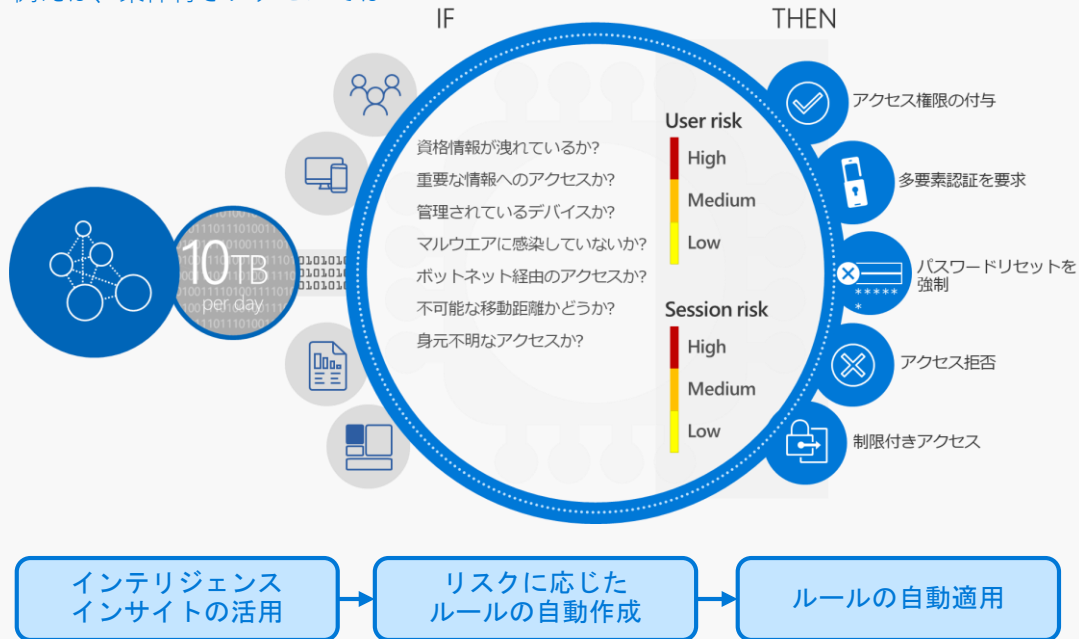 IF
THEN
資格情報が洩れているか?
重要な情報へのアクセスか?
管理されているデバイスか?
マルウエアに感染していないか?
ボットネット経由のアクセスか?
不可能な移動距離かどうか?
身元不明なアクセスか?
User risk
High
Medium
Low
Session risk
High
Medium
Low
10TB
per day
0101010
0101010
0101010
アクセス権限の付与
多要素認証を要求
パスワードリセットを
強制
*****
*
アクセス拒否
制限付きアクセス
インテリジェンス
インサイトの活用
リスクに応じた
ルールの自動作成
ルールの自動適用